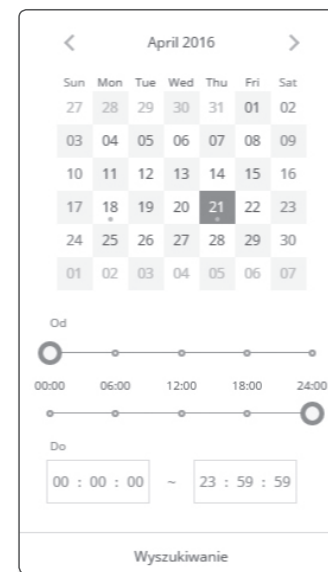 April 2016
Sun Mon Tue Wed Thu Fri Sat
27 28 29 30 31 01 02
03 04 05 06 07 08 09
10 11 12 13 14 15 16
17 18 19 20 21 22 23
24 25 26 27 28 29 30
01 02 03 04 05 06 07
Od
00:00 06:00 12:00 18:00 24:00
Do
00 : 00 : 00 ~ 23 : 59 : 59
Wyszukiwanie